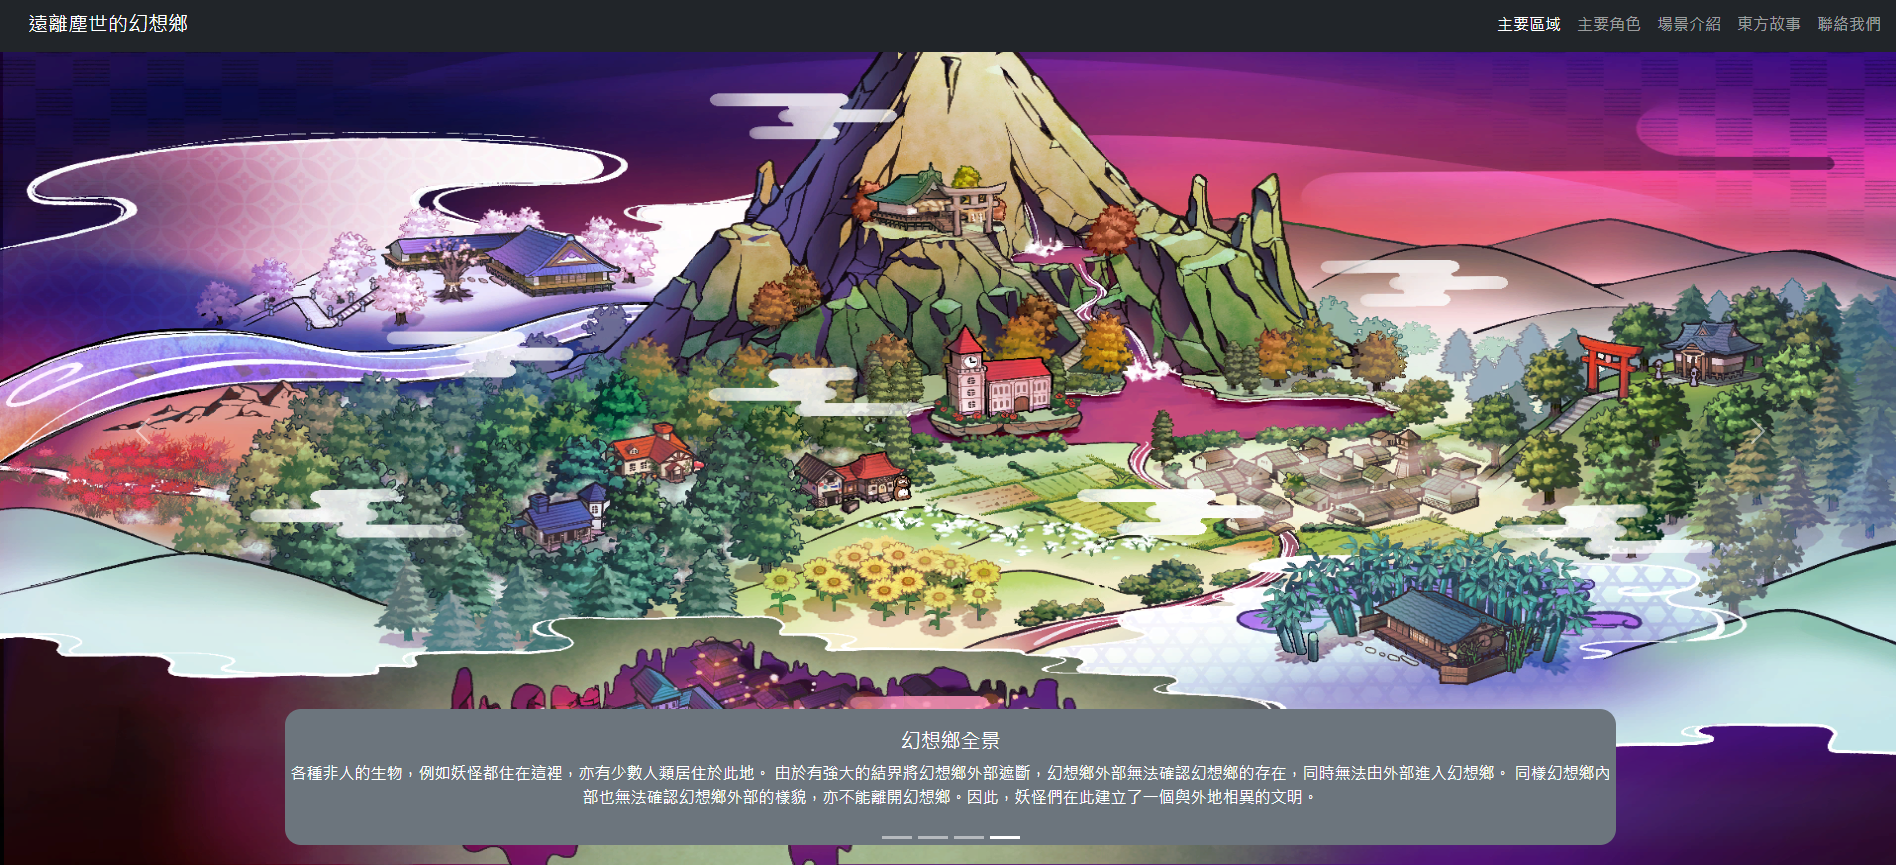 遠離塵世的幻想鄉
主要區域 主要角色 場景介紹 東方故事 聯絡我們
幻想鄉全景
各種非人的生物，例如妖怪都住在這裡，亦有少數人類居住於此地。 由於有強大的結界將幻想鄉外部遮斷，幻想鄉外部無法確認幻想鄉的存在，同時無法由外部進入幻想鄉。 同樣幻想鄉內
部也無法確認幻想鄉外部的樣貌，亦不能離開幻想鄉。因此，妖怪們在此建立了一個與外地相異的文明。